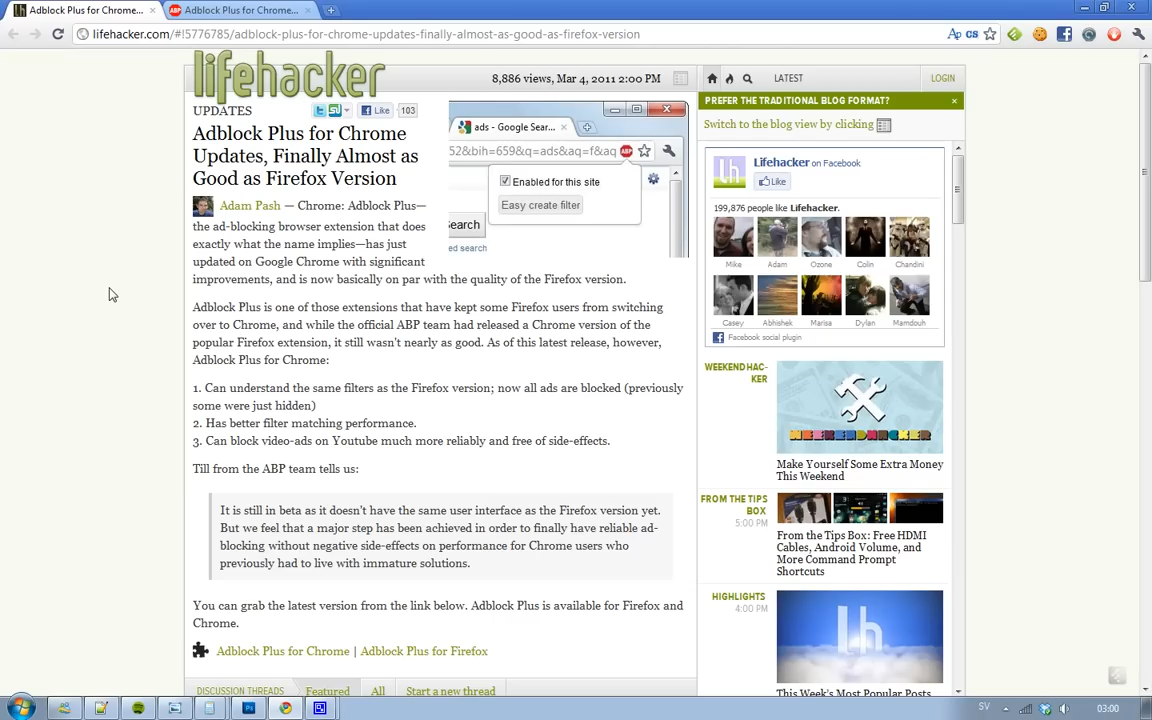 Adblock Plus for Chrome...
Adblock Plus for Chrome...
lifehacker.com/#!5776785/adblock-plus-for-chrome-updates-finally-almost-as-good-as-firefox-version
lifehacker
8,886 views, Mar 4, 2011 2:00 PM
UPDATES
Like 103
Adblock Plus for Chrome
Updates, Finally Almost as
Good as Firefox Version
Adam Pash — Chrome: Adblock Plus—
the ad-blocking browser extension that does
exactly what the name implies—has just
updated on Google Chrome with significant
improvements, and is now basically on par with the quality of the Firefox version.
ads - Google Sear...
52&bih=659&q=ads&aq=f&aq
ABP
Enabled for this site
Easy create filter
Search
ed search
Adblock Plus is one of those extensions that have kept some Firefox users from switching
over to Chrome, and while the official ABP team had released a Chrome version of the
popular Firefox extension, it still wasn't nearly as good. As of this latest release, however,
Adblock Plus for Chrome:
1. Can understand the same filters as the Firefox version; now all ads are blocked (previously
some were just hidden)
2. Has better filter matching performance.
3. Can block video-ads on Youtube much more reliably and free of side-effects.
Till from the ABP team tells us:
It is still in beta as it doesn't have the same user interface as the Firefox version yet.
But we feel that a major step has been achieved in order to finally have reliable ad-
blocking without negative side-effects on performance for Chrome users who
previously had to live with immature solutions.
You can grab the latest version from the link below. Adblock Plus is available for Firefox and
Chrome.
Adblock Plus for Chrome | Adblock Plus for Firefox
DISCUSSION THREADS Featured All Start a new thread
LATEST
LOGIN
PREFER THE TRADITIONAL BLOG FORMAT?
Switch to the blog view by clicking
Lifehacker on Facebook
Like
199,876 people like Lifehacker.
Mike Adam Ozone Colin Chandini
Casey Abhishek Marisa Dylan Mamdouh
Facebook social plugin
WEEKENDHAC-
KER
WEEKENDHACKER
Make Yourself Some Extra Money
This Weekend
FROM THE TIPS
BOX
5:00 PM
From the Tips Box: Free HDMI
Cables, Android Volume, and
More Command Prompt
Shortcuts
HIGHLIGHTS
4:00 PM
lh
This Week's Most Popular Posts
SV
03:00